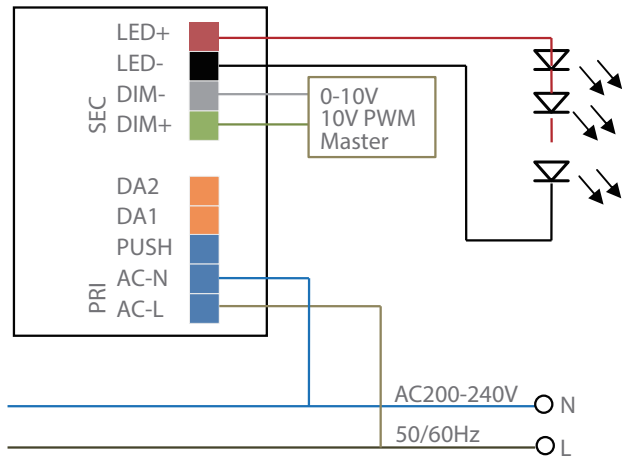 LED+
LED-
DIM-
DIM+
SEC
0-10V
10V PWM
Master
DA2
DA1
PUSH
AC-N
AC-L
PRI
AC200-240V
N
50/60Hz
L